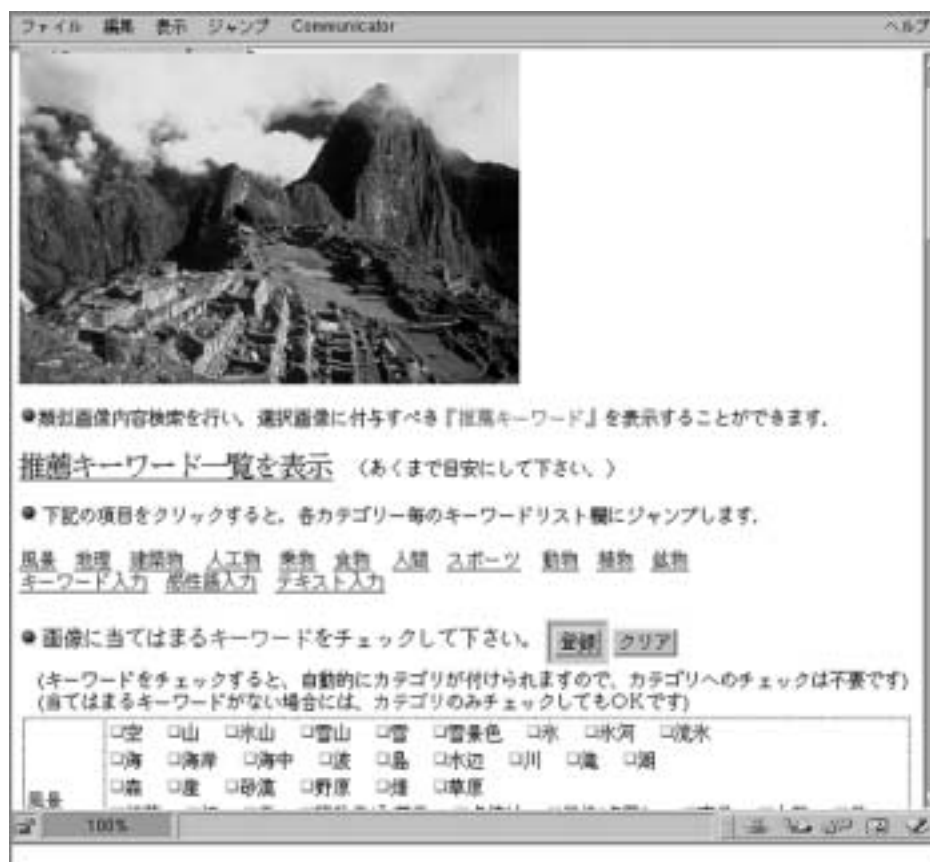 ファイル 編集 表示 ジャンプ Communicator ヘルプ
●類似画像内容検索を行い、選択画像に付与すべき『推薦キーワード』を表示することができます.
推薦キーワード一覧を表示 (あくまで目安にして下さい。)
● 下記の項目をクリックすると、各カテゴリー毎のキーワードリスト欄にジャンプします.
風景 地理 建築物 人工物 乗物 食物 人間 スポーツ 動物 植物 鉱物
キーワード入力 感性語入力 テキスト入力
● 画像に当てはまるキーワードをチェックして下さい。 登録 クリア
(キーワードをチェックすると、自動的にカテゴリが付けられますので、カテゴリへのチェックは不要です)
(当てはまるキーワードがない場合には、カテゴリのみチェックしてもOKです)
□空 □山 □氷山 □雪山 □雪 □雪景色 □氷 □氷河 □流氷
□海 □海岸 □海中 □波 □島 □水辺 □川 □滝 □湖
風景 □森 □崖 □砂漠 □野原 □畑 □草原
100%